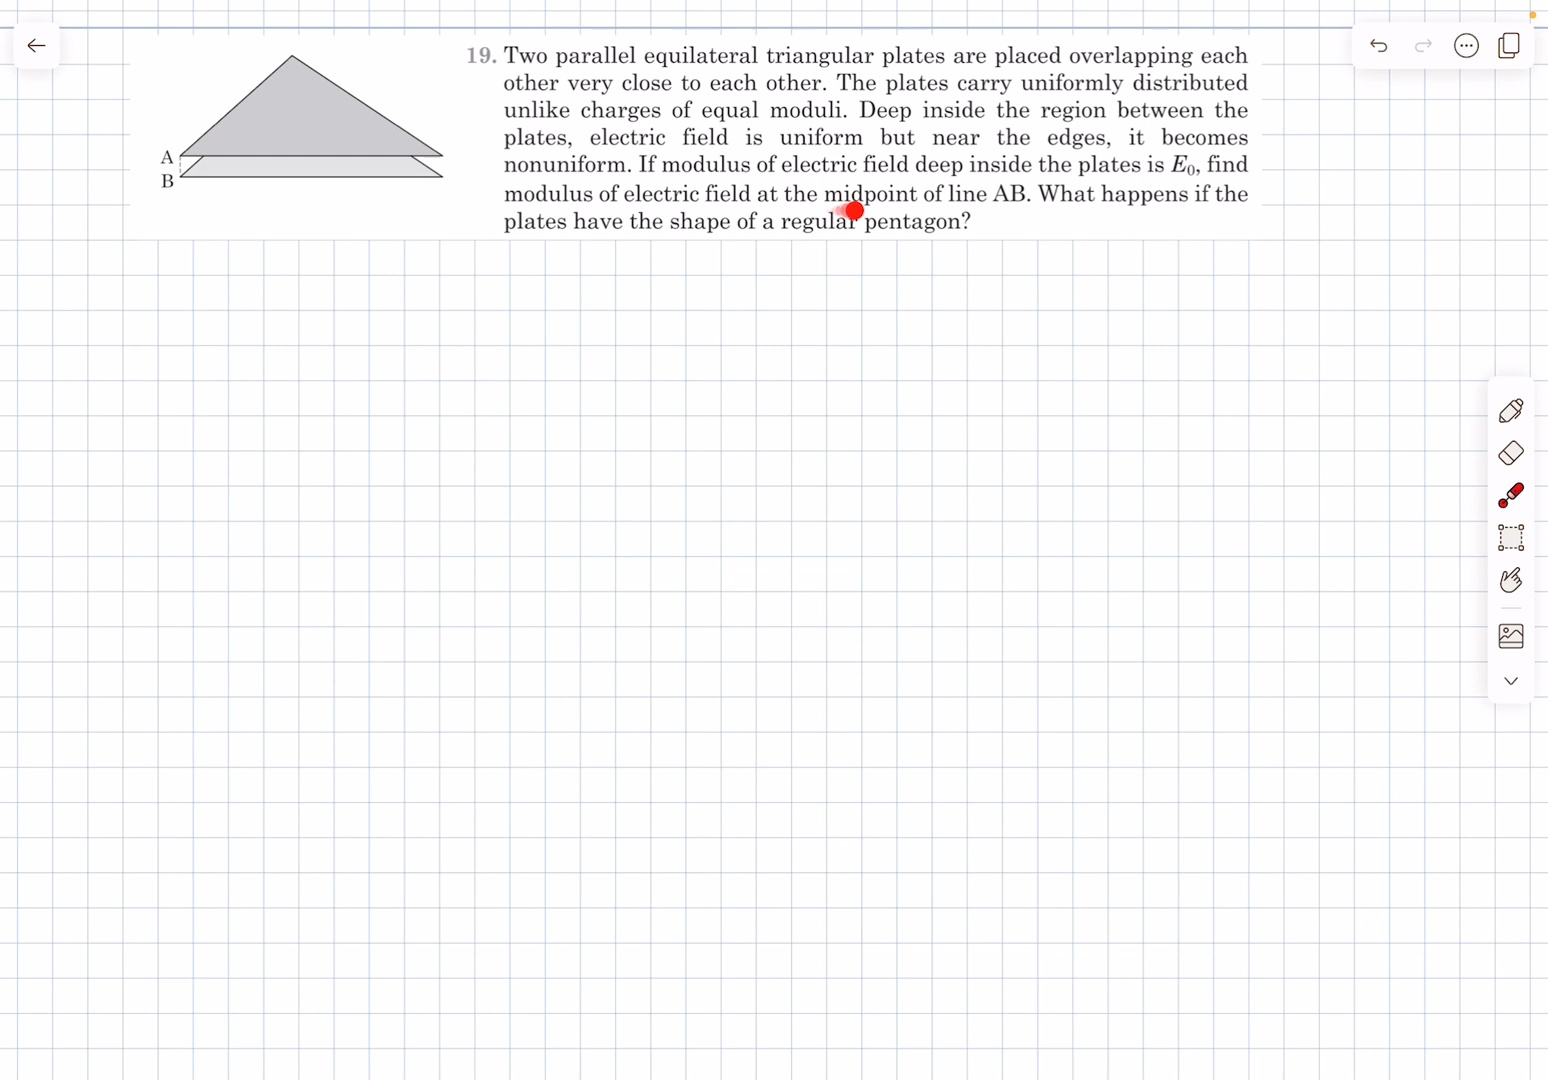 19. Two parallel equilateral triangular plates are placed overlapping each
other very close to each other. The plates carry uniformly distributed
unlike charges of equal moduli. Deep inside the region between the
plates, electric field is uniform but near the edges, it becomes
nonuniform. If modulus of electric field deep inside the plates is E₀, find
modulus of electric field at the midpoint of line AB. What happens if the
plates have the shape of a regular pentagon?
A
B